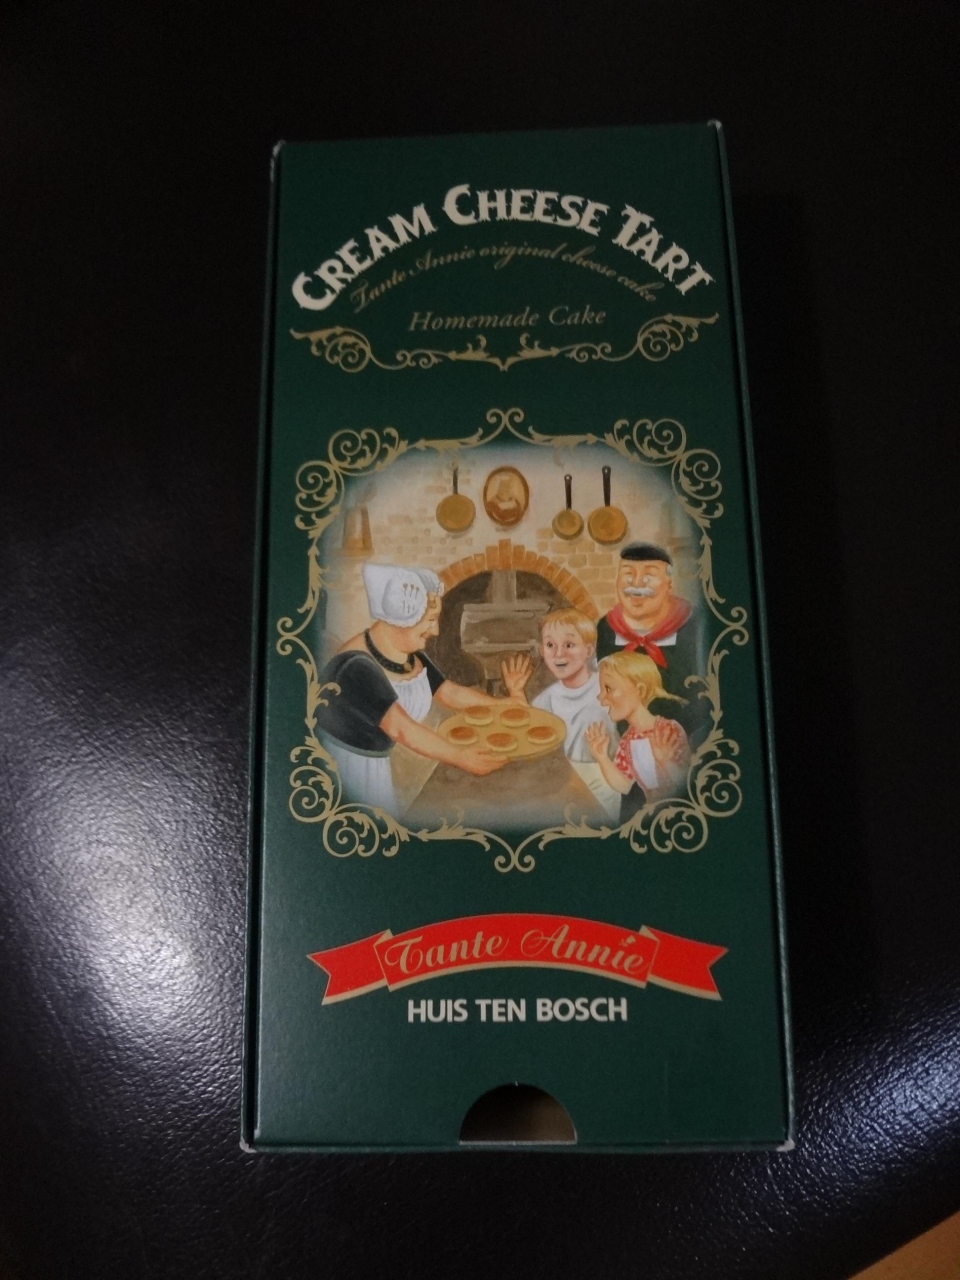 CREAM CHEESE TART
Tante Annie original cheese cake
Homemade Cake
Tante Annie
HUIS TEN BOSCH